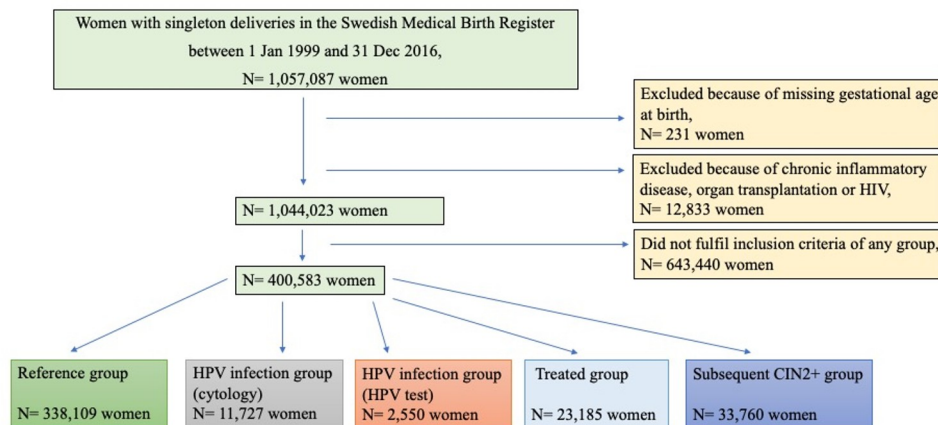 Women with singleton deliveries in the Swedish Medical Birth Register
between 1 Jan 1999 and 31 Dec 2016,
N= 1,057,087 women
Excluded because of missing gestational age
at birth,
N= 231 women
Excluded because of chronic inflammatory
disease, organ transplantation or HIV,
N= 12,833 women
N= 1,044,023 women
Did not fulfil inclusion criteria of any group,
N= 643,440 women
N= 400,583 women
Reference group
N= 338,109 women
HPV infection group
(cytology)
N= 11,727 women
HPV infection group
(HPV test)
N= 2,550 women
Treated group
N= 23,185 women
Subsequent CIN2+ group
N= 33,760 women